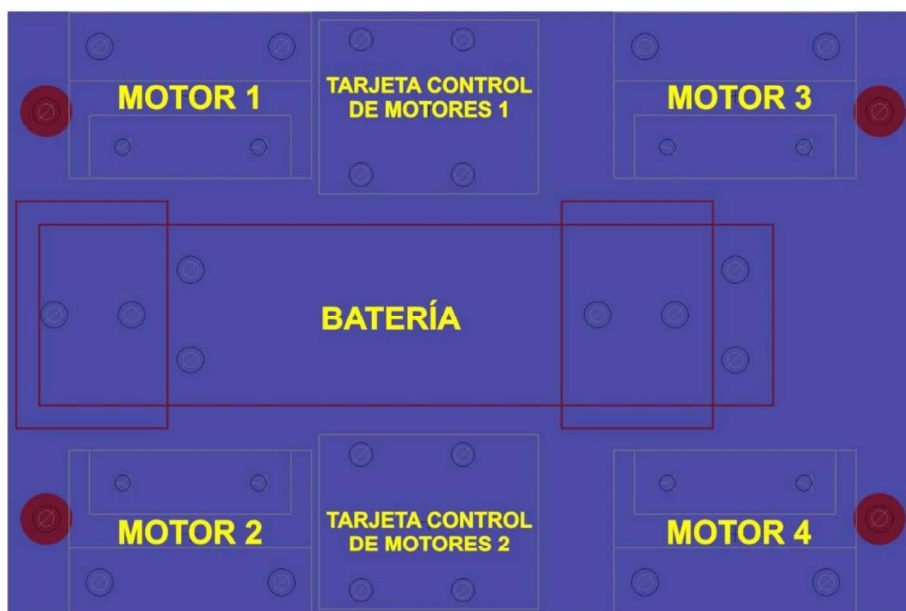 MOTOR 1
TARJETA CONTROL
DE MOTORES 1
MOTOR 3
BATERÍA
MOTOR 2
TARJETA CONTROL
DE MOTORES 2
MOTOR 4